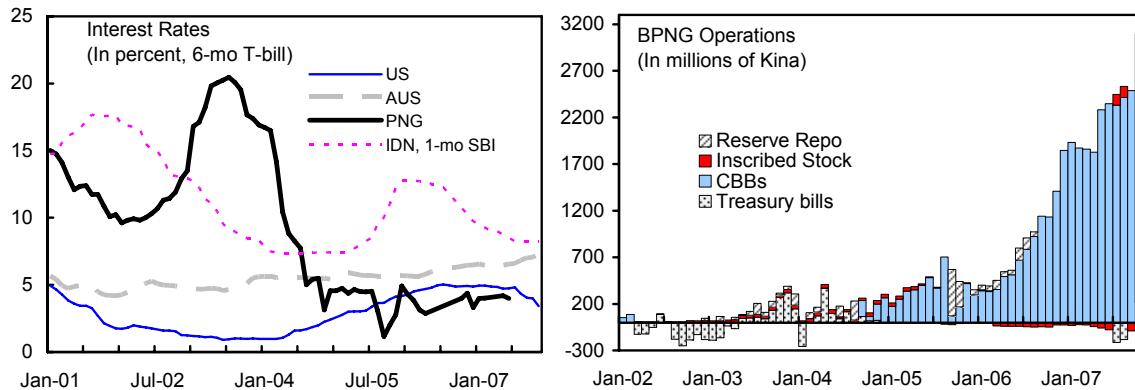 Interest Rates
(In percent, 6-mo T-bill)
US
AUS
PNG
IDN, 1-mo SBI
25
20
15
10
5
0
Jan-01 Jul-02 Jan-04 Jul-05 Jan-07
BPNG Operations
(In millions of Kina)
Reserve Repo
Inscribed Stock
CBBs
Treasury bills
3200
2700
2200
1700
1200
700
200
-300
Jan-02 Jan-03 Jan-04 Jan-05 Jan-06 Jan-07